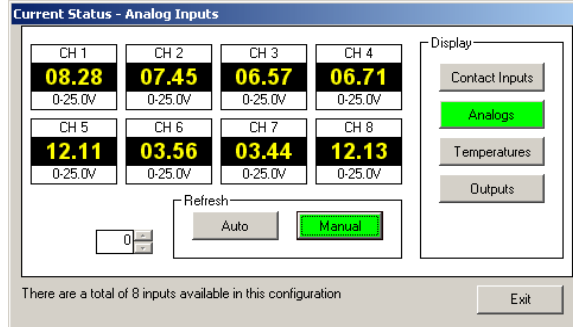 Current Status - Analog Inputs
Display
CH 1 CH 2 CH 3 CH 4
08.28 07.45 06.57 06.71
0-25.0V 0-25.0V 0-25.0V 0-25.0V
CH 5 CH 6 CH 7 CH 8
12.11 03.56 03.44 12.13
0-25.0V 0-25.0V 0-25.0V 0-25.0V
Contact Inputs
Analogs
Temperatures
Outputs
Refresh
0
Auto Manual
There are a total of 8 inputs available in this configuration
Exit